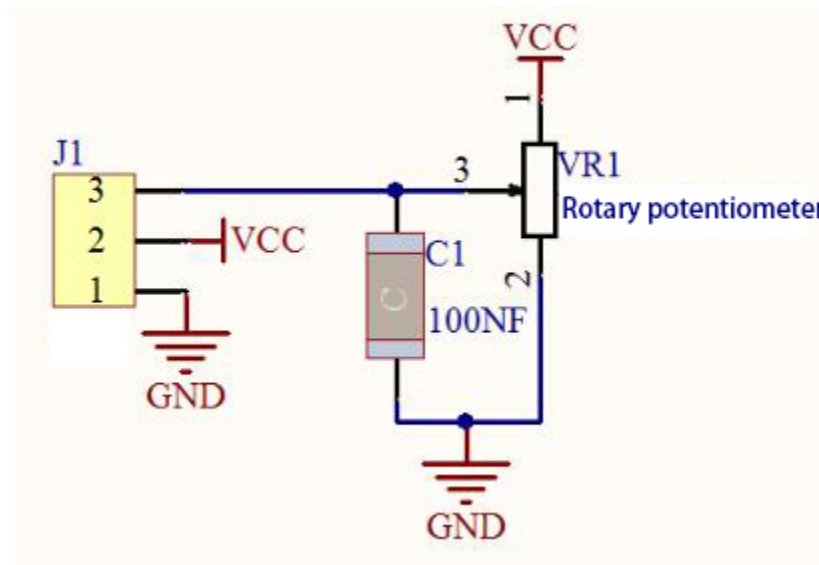 VCC
1
J1
3
3
VR1
Rotary potentiometer
2
VCC
C1
1
C
2
100NF
GND
GND